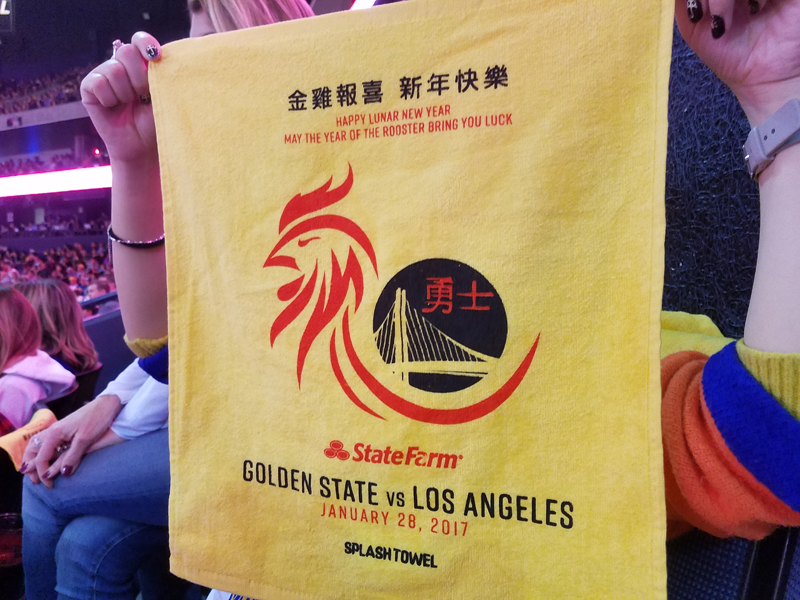 金雞報喜 新年快樂
HAPPY LUNAR NEW YEAR
MAY THE YEAR OF THE ROOSTER BRING YOU LUCK
勇士
StateFarm
GOLDEN STATE VS LOS ANGELES
JANUARY 28, 2017
SPLASH TOWEL